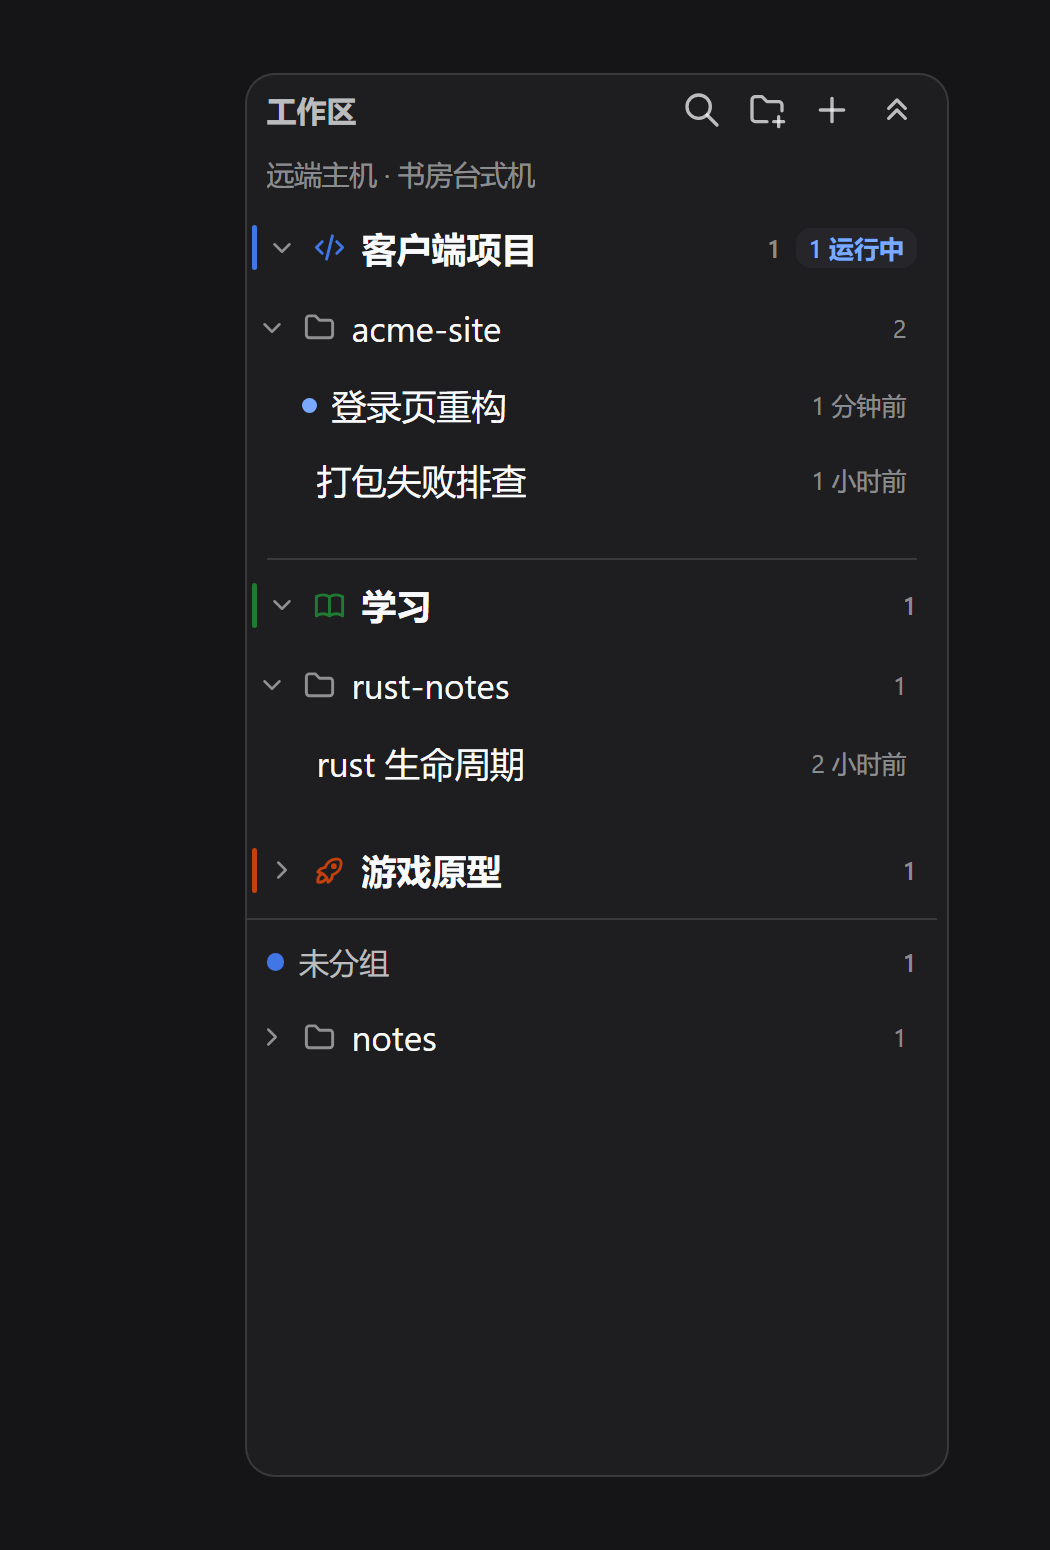 工作区
远端主机 · 书房台式机
客户端项目 1 1 运行中
acme-site 2
登录页重构 1 分钟前
打包失败排查 1 小时前
学习 1
rust-notes 1
rust 生命周期 2 小时前
游戏原型 1
未分组 1
notes 1